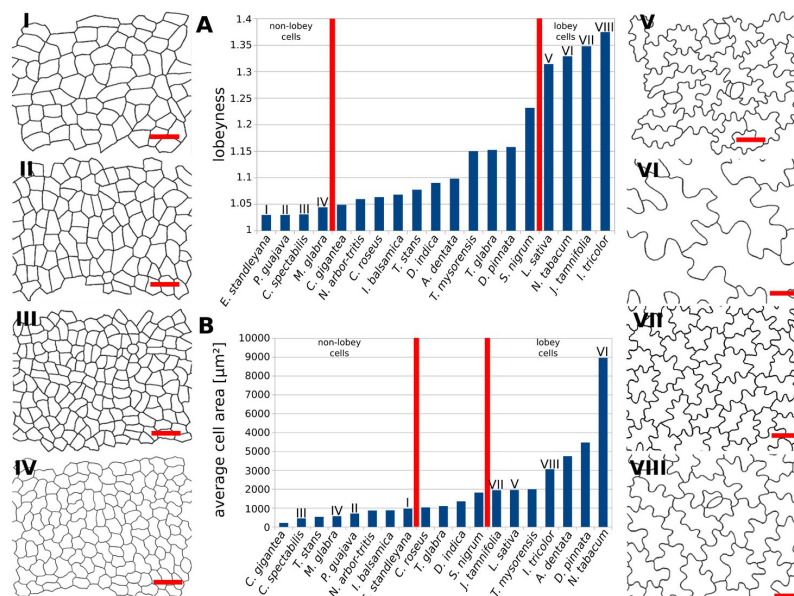 I
II
III
IV
A
lobeyness
1.4
1.35
1.3
1.25
1.2
1.15
1.1
1.05
1
non-lobey
cells
lobey
cells
I
II
III
IV
V
VI
VII
VIII
E. standleyana
P. guajava
C. spectabilis
M. glabra
C. gigantea
N. arbor-tritis
C. roseus
I. balsamica
T. stans
D. indica
A. dentata
T. mysorensis
T. glabra
D. pinnata
S. nigrum
L. sativa
N. tabacum
J. tamnifolia
I. tricolor
B
average cell area [µm²]
10000
9000
8000
7000
6000
5000
4000
3000
2000
1000
0
non-lobey
cells
lobey
cells
III
IV
II
I
VII
V
VIII
VI
C. gigantea
C. spectabilis
T. stans
M. glabra
P. guajava
N. arbor-tritis
I. balsamica
standleyana
C. roseus
T. glabra
D. indica
S. nigrum
J. tamnifolia
L. sativa
T. mysorensis
I. tricolor
A. dentata
D. pinnata
N. tabacum
V
VI
VII
VIII